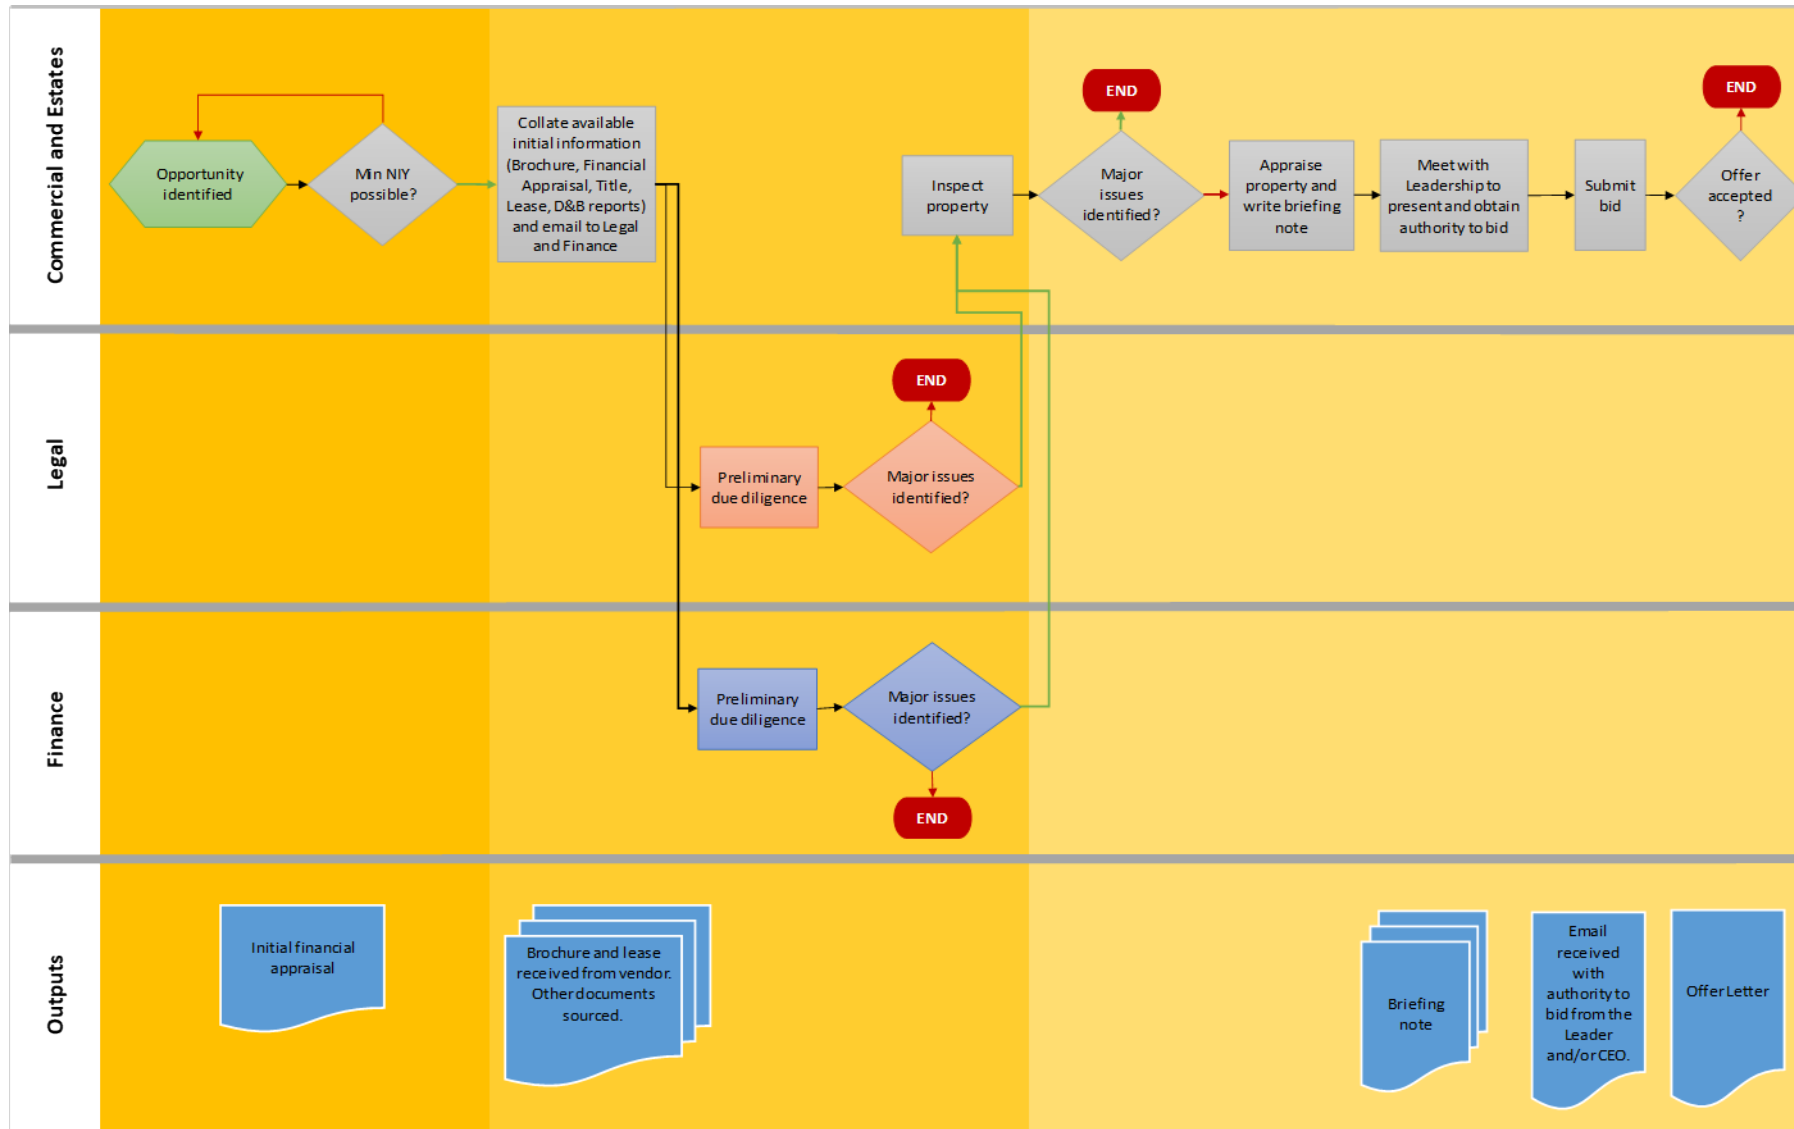 Commercial and Estates
Opportunity
identified
Min NIY
possible?
Collate available
initial information
(Brochure, Financial
Appraisal, Title,
Lease, D&B reports)
and email to Legal
and Finance
Inspect
property
END
Major
issues
identified?
Appraise
property and
write briefing
note
Meet with
Leadership to
present and obtain
authority to bid
Submit
bid
END
Offer
accepted
?
Legal
Preliminary
due diligence
END
Major issues
identified?
Finance
Preliminary
due diligence
Major issues
identified?
END
Outputs
Initial financial
appraisal
Brochure and lease
received from vendor.
Other documents
sourced.
Briefing
note
Email
received
with
authority to
bid from the
Leader
and/or CEO.
Offer Letter